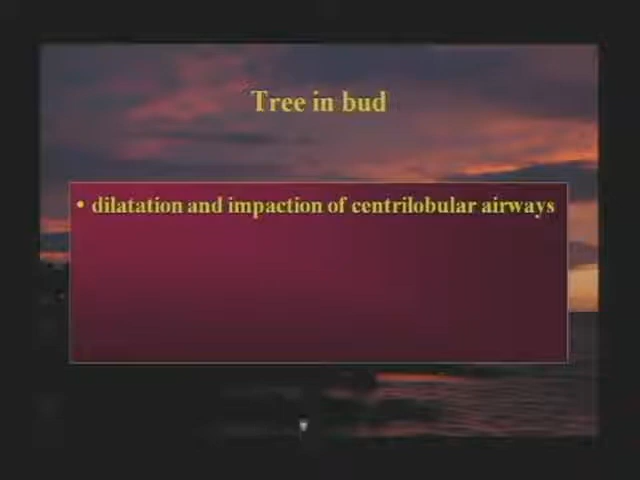 Tree in bud
• dilatation and impaction of centrilobular airways